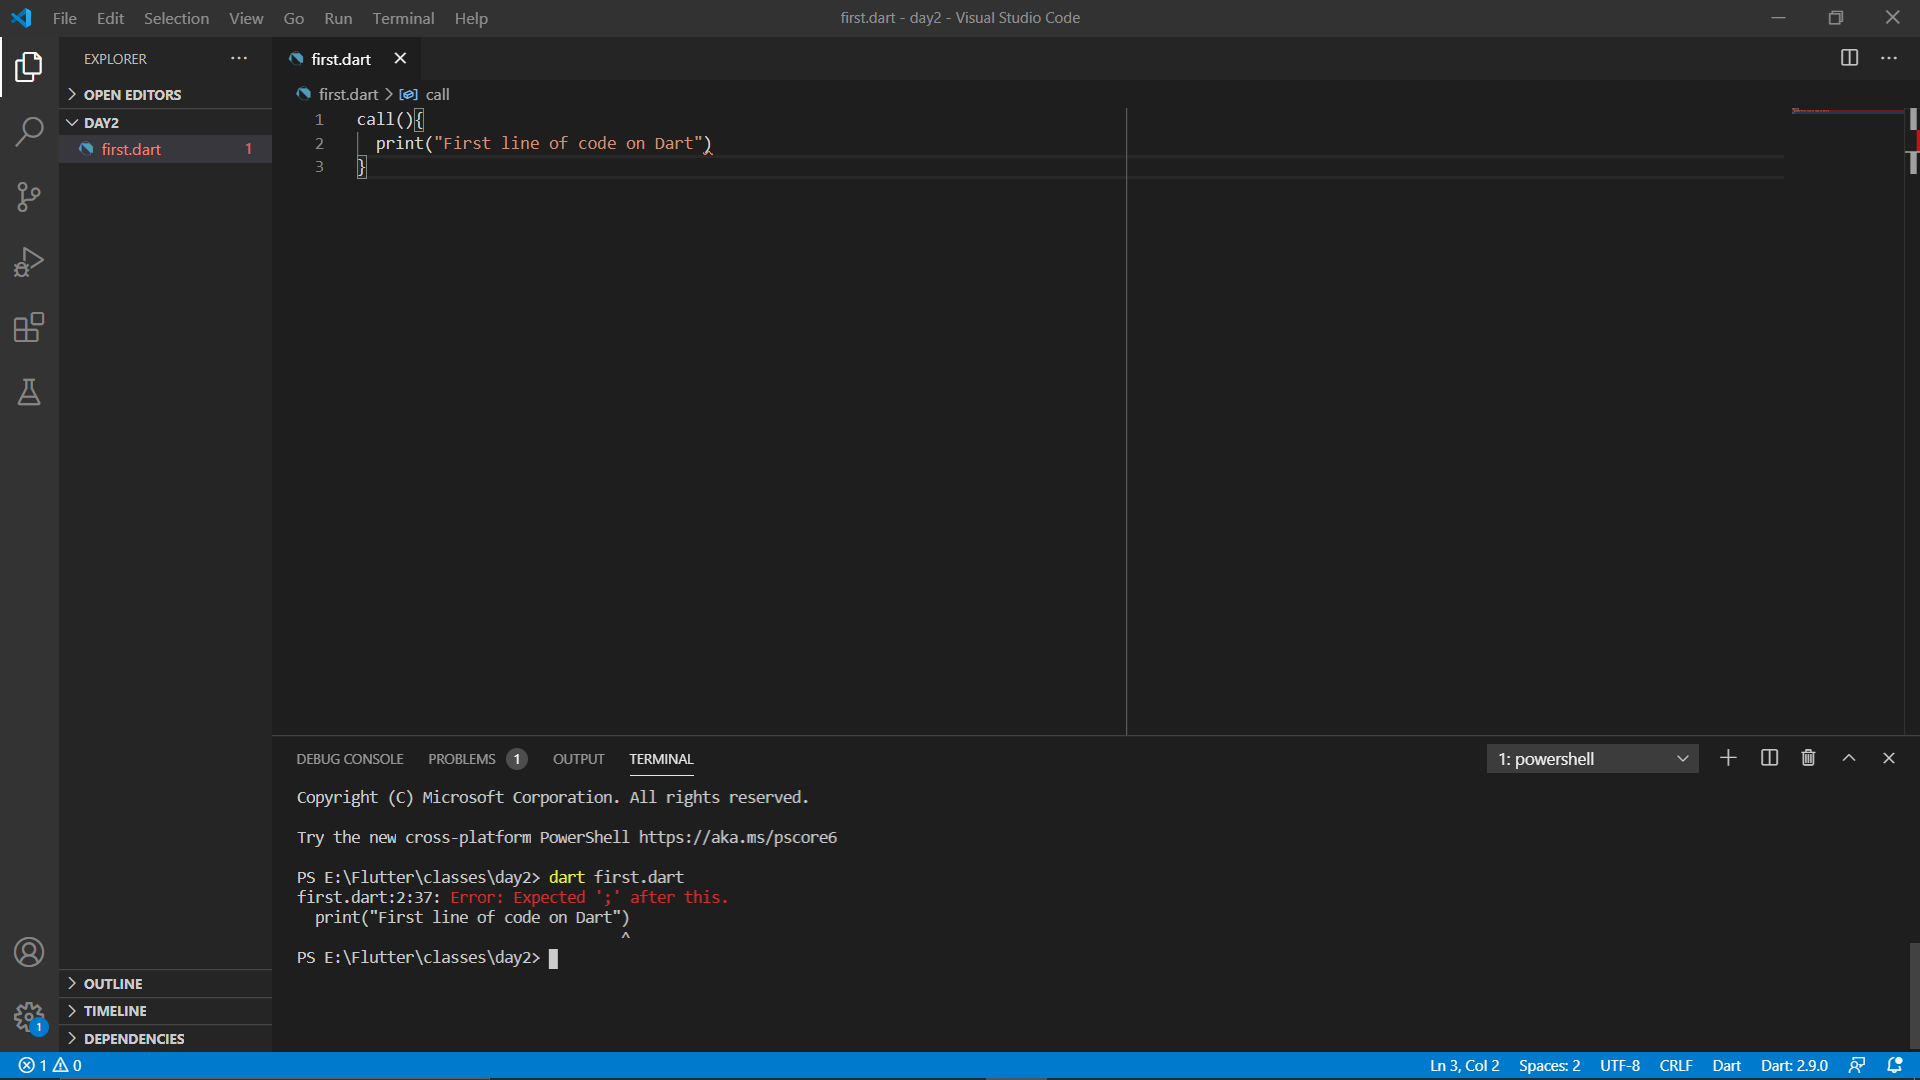 File Edit Selection View Go Run Terminal Help
first.dart - day2 - Visual Studio Code
EXPLORER
OPEN EDITORS
DAY2
first.dart 1
first.dart
first.dart > call
1 call(){
2 print("First line of code on Dart")
3 }
DEBUG CONSOLE PROBLEMS 1 OUTPUT TERMINAL
1: powershell
Copyright (C) Microsoft Corporation. All rights reserved.
Try the new cross-platform PowerShell https://aka.ms/pscore6
PS E:\Flutter\classes\day2> dart first.dart
first.dart:2:37: Error: Expected ';' after this.
print("First line of code on Dart")
^
PS E:\Flutter\classes\day2>
OUTLINE
TIMELINE
DEPENDENCIES
1
1 0
Ln 3, Col 2 Spaces: 2 UTF-8 CRLF Dart Dart: 2.9.0